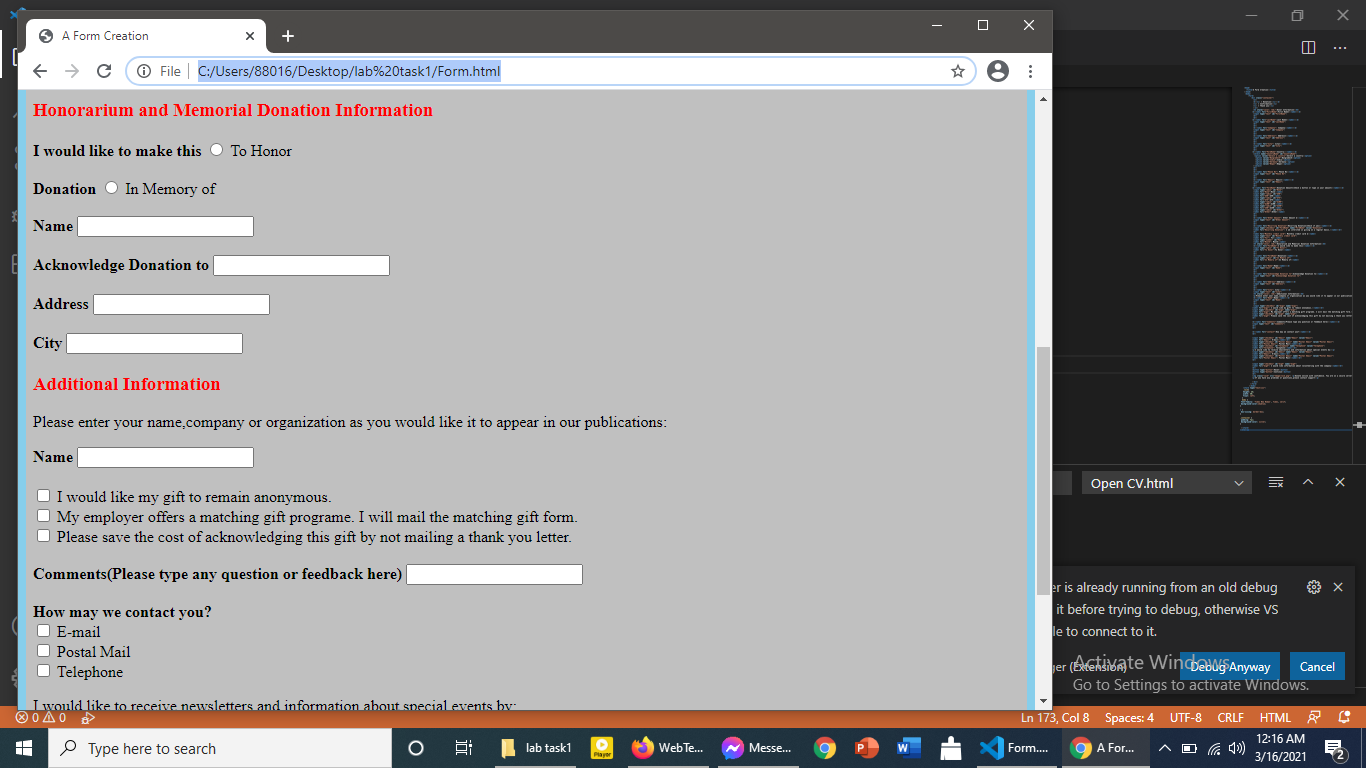 A Form Creation
File
C:/Users/88016/Desktop/lab%20task1/Form.html
Honorarium and Memorial Donation Information
I would like to make this To Honor
Donation In Memory of
Name
Acknowledge Donation to
Address
City
Additional Information
Please enter your name,company or organization as you would like it to appear in our publications:
Name
I would like my gift to remain anonymous.
My employer offers a matching gift programe. I will mail the matching gift form.
Please save the cost of acknowledging this gift by not mailing a thank you letter.
Comments(Please type any question or feedback here)
How may we contact you?
E-mail
Postal Mail
Telephone
I would like to receive newsletters and information about special events by:
Open CV.html
er is already running from an old debug
it before trying to debug, otherwise VS
le to connect to it.
ger (Extension)
Debug Anyway
Cancel
Activate Windows
Go to Settings to activate Windows.
0 0
Ln 173, Col 8
Spaces: 4
UTF-8
CRLF
HTML
Type here to search
lab task1
Player
WebTe...
Messe...
Form....
A For...
12:16 AM
3/16/2021
2